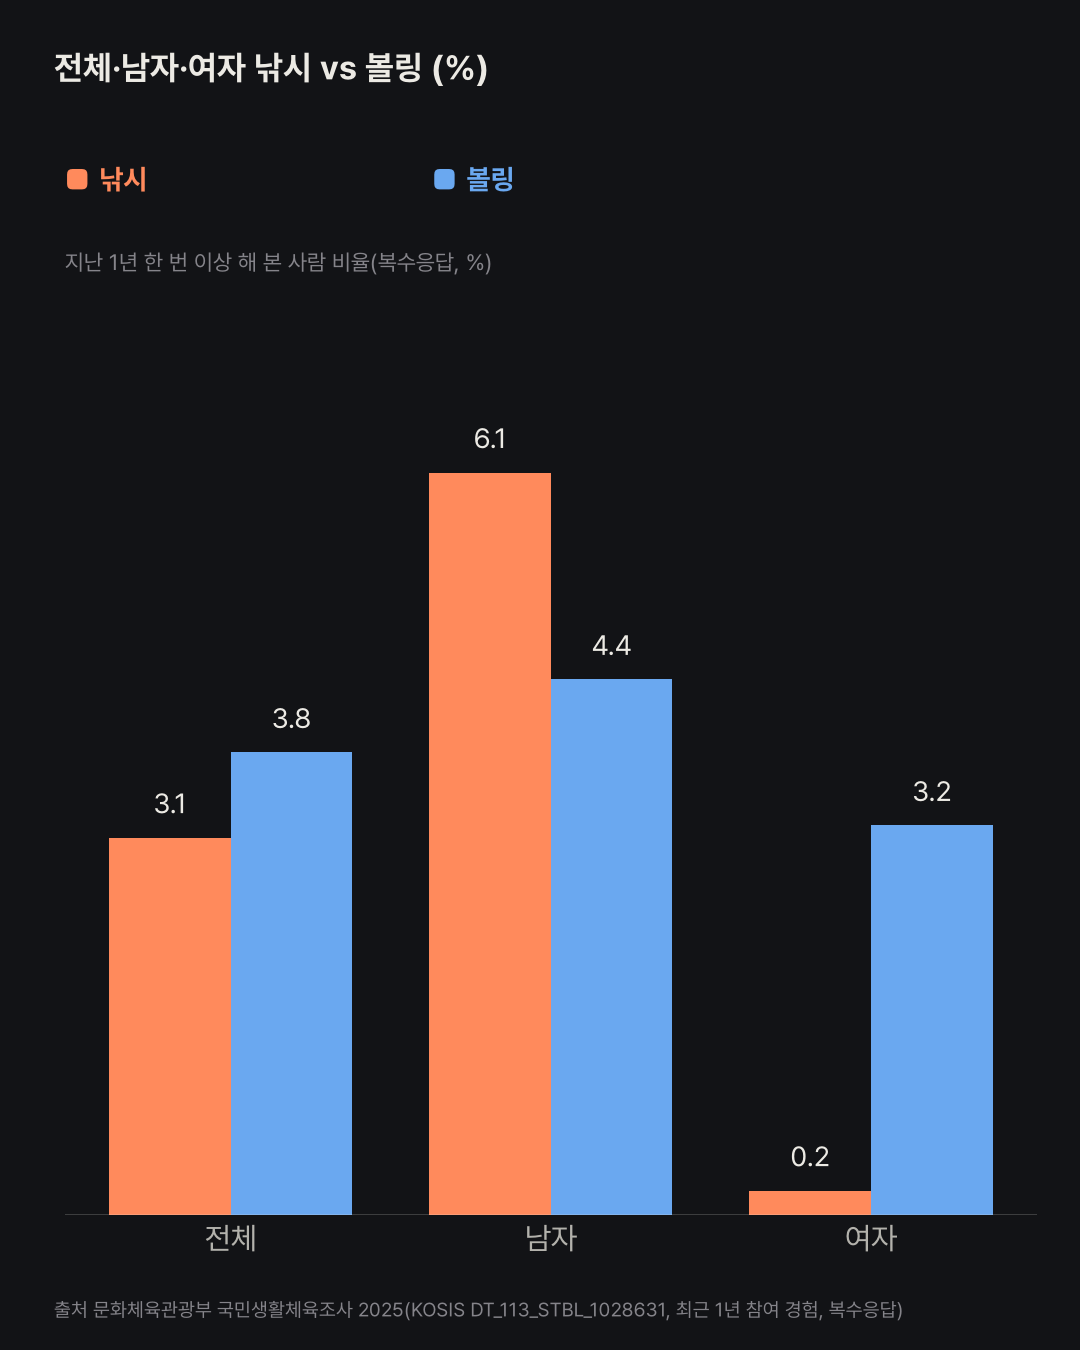 전체·남자·여자 낚시 vs 볼링 (%)
낚시 볼링
지난 1년 한 번 이상 해 본 사람 비율(복수응답, %)
6.1
4.4
3.8
3.1
3.2
0.2
전체 남자 여자
출처 문화체육관광부 국민생활체육조사 2025(KOSIS DT_113_STBL_1028631, 최근 1년 참여 경험, 복수응답)